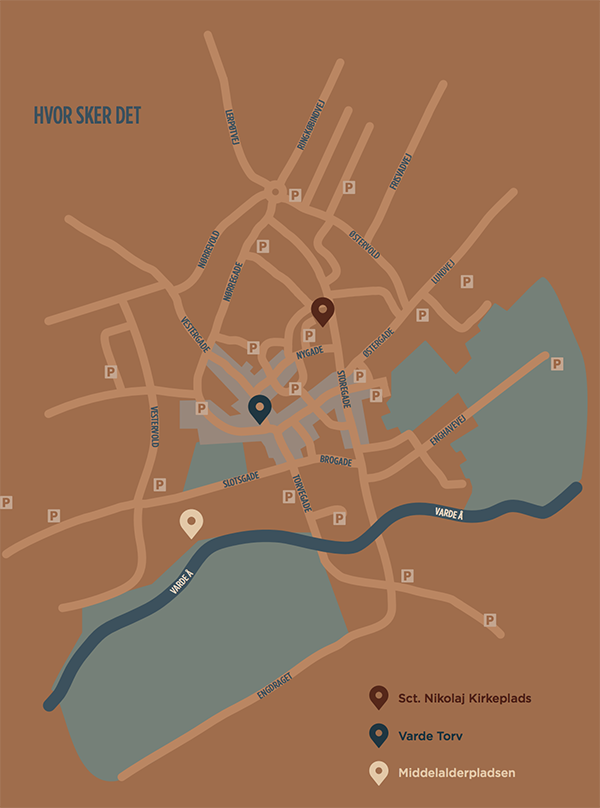 HVOR SKER DET
LERPØTVEJ
RINGKØBINGVEJ
P
P
FRISVADVEJ
NØRREVOLD
P
ØSTERVOLD
LUNDVEJ
NØRREGADE
P
P
VESTERGADE
P
P
NYGADE
ØSTERGADE
P
P
P
P
STOREGADE
P
P
VESTERVOLD
ENGHAVEVEJ
BROGADE
SLOTSGADE
TORVEGADE
P
P
P
P
P
VARDE Å
VARDE Å
P
P
ENGDRAGET
Sct. Nikolaj Kirkeplads
Varde Torv
Middelalderpladsen